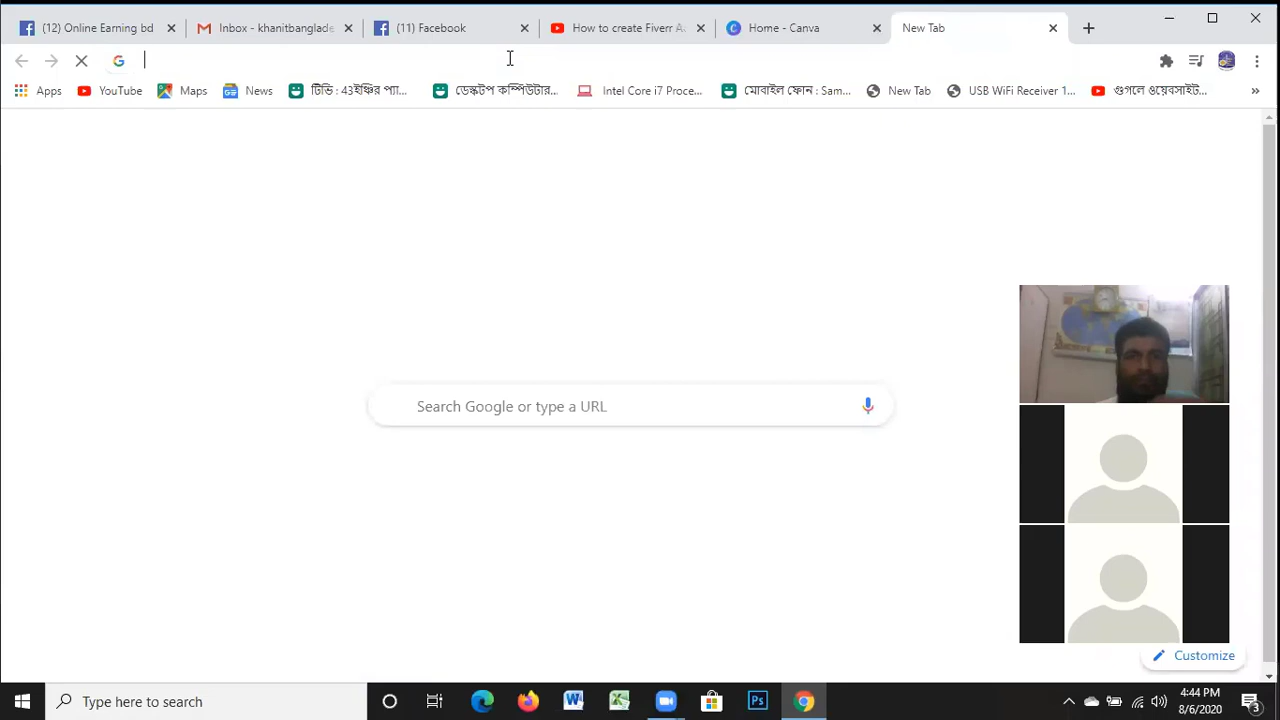 (12) Online Earning bd
Inbox - khanitbanglade
(11) Facebook
How to create Fiverr Ac
Home - Canva
New Tab
Apps
YouTube
Maps
News
টিভি : 43ইঞ্চির প্যা...
ডেস্কটপ কম্পিউটার...
Intel Core i7 Proce...
মোবাইল ফোন : Sam...
New Tab
USB WiFi Receiver 1...
গুগলে ওয়েবসাইট...
Search Google or type a URL
Customize
Type here to search
4:44 PM
8/6/2020
3